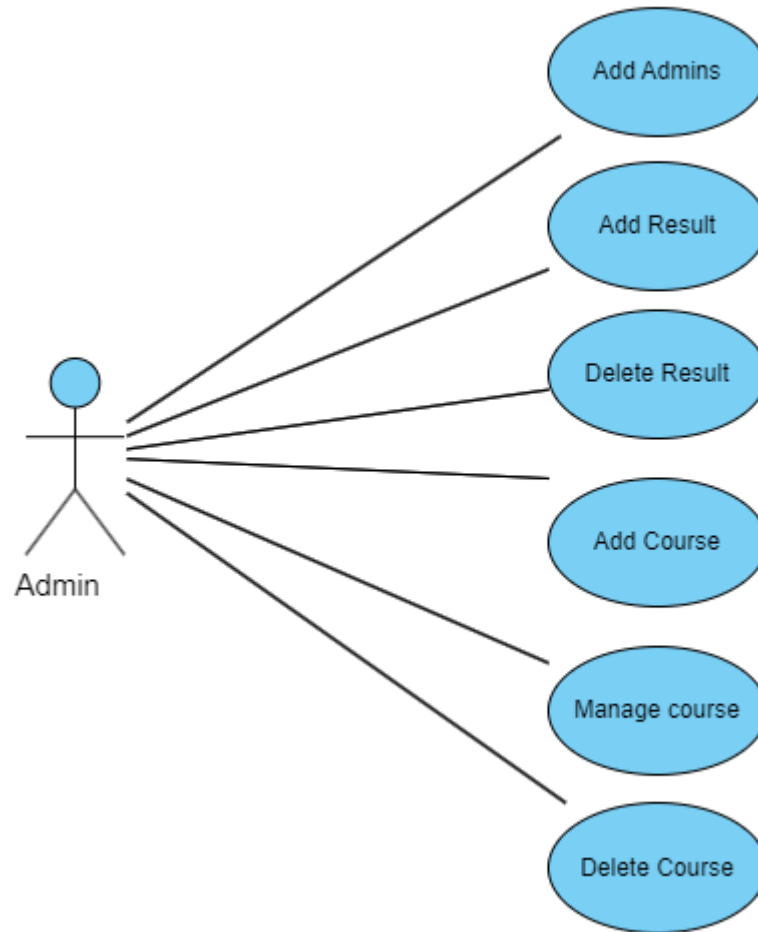 Add Admins
Add Result
Delete Result
Add Course
Admin
Manage course
Delete Course